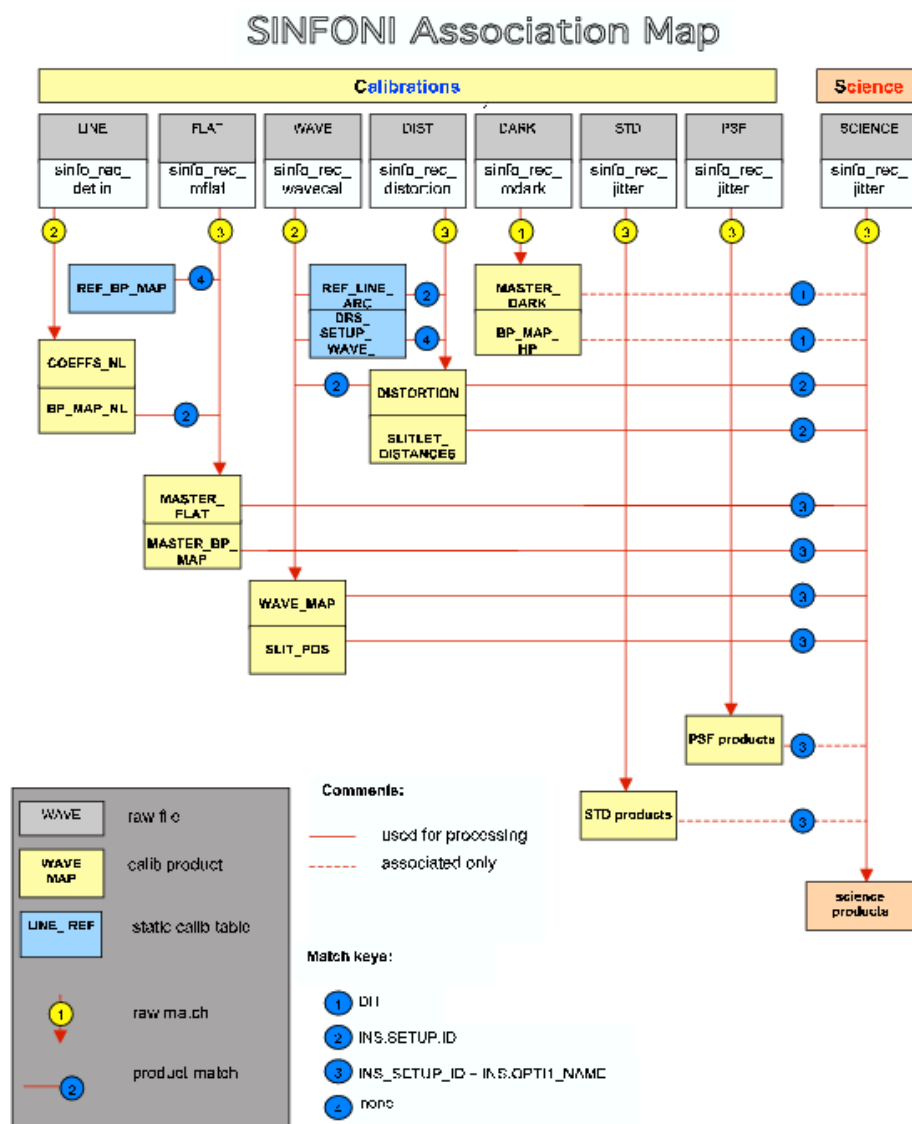 SINFONI Association Map
Calibrations
Science
LINE
FLAT
WAVE
DIST
DARK
STD
PSF
SCIENCE
sinfo_rec_
sinfo_rec_
mflat
sinfo_rec_
wavecal
sinfo_rec_
distortion
sinfo_rec_
mdark
sinfo_rec_
jitter
sinfo_rec_
jitter
sinfo_rec_
jitter
2
3
2
3
1
3
3
3
REF_BP_MAP
4
REF_LINE_
ARC
2
DRS_
SETUP_
WAVE_
4
MASTER_
DARK
1
BP_MAP_
HP
1
COEFFS_NL
BP_MAP_NL
2
2
DISTORTION
2
SLITLET_
DISTANCES
2
MASTER_
FLAT
3
MASTER_BP_
MAP
3
WAVE_MAP
3
SLIT_POS
3
PSF products
3
STD products
3
science
products
WAVE
raw file
WAVE
MAP
calib product
LINE_REF
static calib table
1
raw match
2
product match
Comments:
used for processing
associated only
Match keys:
1 DIT
2 INS.SETUP.ID
3 INS_SETUP_ID – INS.OPTI1_NAME
4 none